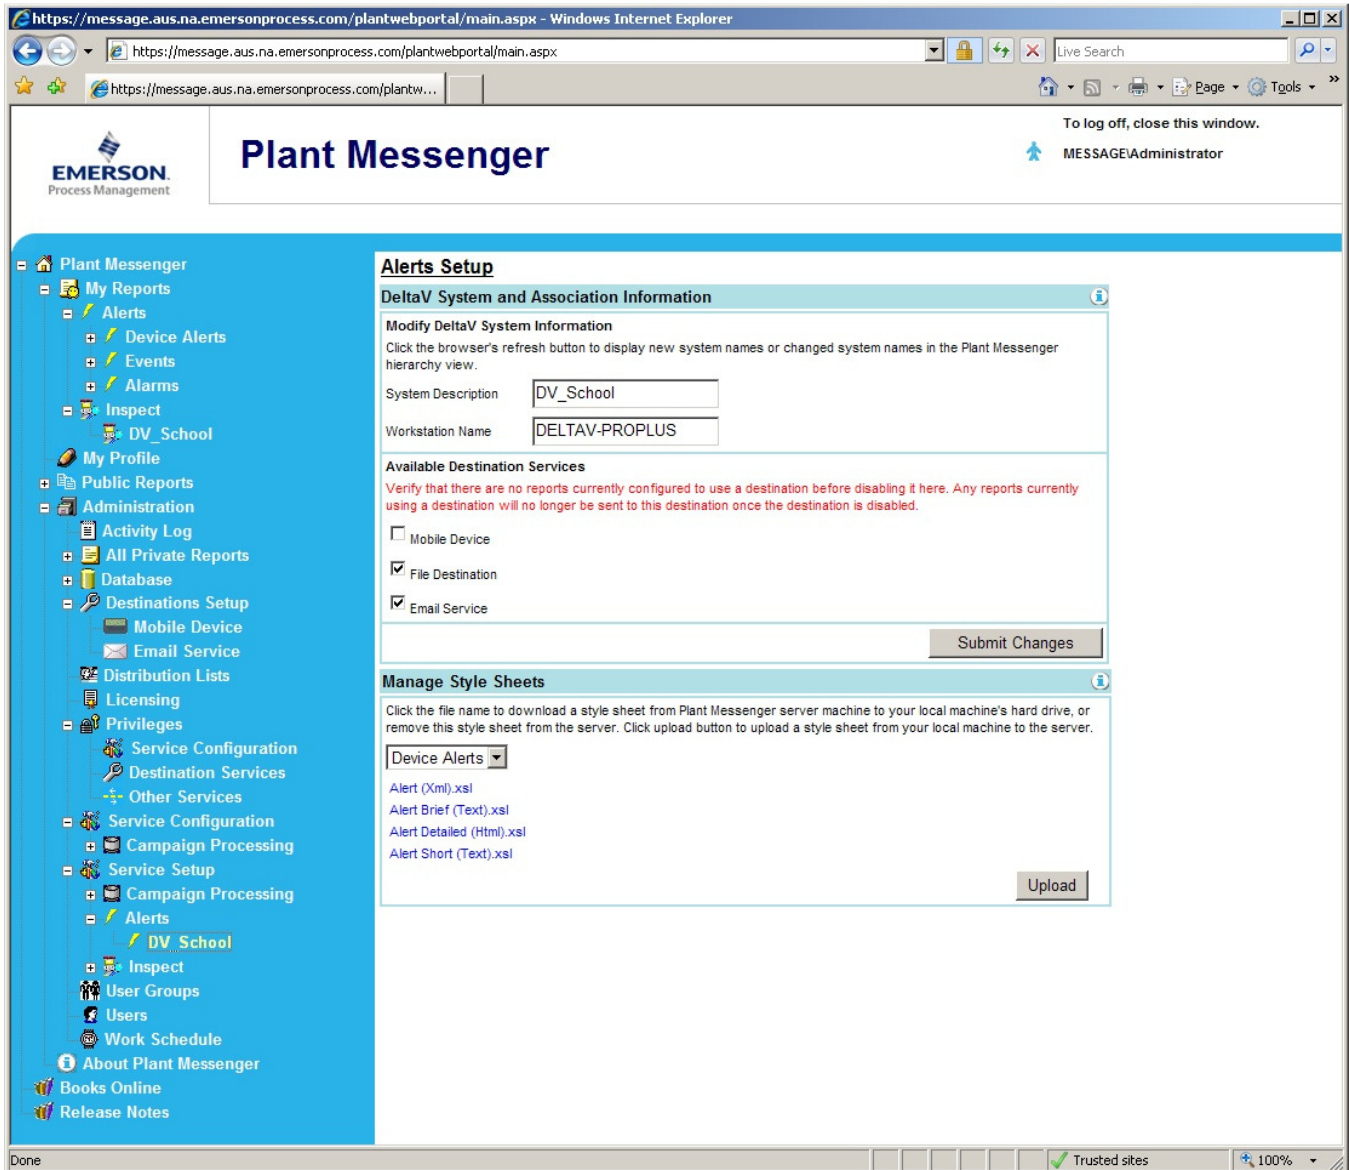 https://message.aus.na.emersonprocess.com/plantwebportal/main.aspx - Windows Internet Explorer
https://message.aus.na.emersonprocess.com/plantwebportal/main.aspx
Live Search
https://message.aus.na.emersonprocess.com/plantw...
Page
Tools
»
EMERSON.
Process Management
Plant Messenger
To log off, close this window.
MESSAGE\Administrator
Plant Messenger
My Reports
Alerts
Device Alerts
Events
Alarms
Inspect
DV_School
My Profile
Public Reports
Administration
Activity Log
All Private Reports
Database
Destinations Setup
Mobile Device
Email Service
Distribution Lists
Licensing
Privileges
Service Configuration
Destination Services
Other Services
Service Configuration
Campaign Processing
Service Setup
Campaign Processing
Alerts
DV_School
Inspect
User Groups
Users
Work Schedule
About Plant Messenger
Books Online
Release Notes
Alerts Setup
DeltaV System and Association Information
Modify DeltaV System Information
Click the browser's refresh button to display new system names or changed system names in the Plant Messenger
hierarchy view.
System Description DV_School
Workstation Name DELTAV-PROPLUS
Available Destination Services
Verify that there are no reports currently configured to use a destination before disabling it here. Any reports currently
using a destination will no longer be sent to this destination once the destination is disabled.
Mobile Device
File Destination
Email Service
Submit Changes
Manage Style Sheets
Click the file name to download a style sheet from Plant Messenger server machine to your local machine's hard drive, or
remove this style sheet from the server. Click upload button to upload a style sheet from your local machine to the server.
Device Alerts
Alert (Xml).xsl
Alert Brief (Text).xsl
Alert Detailed (Html).xsl
Alert Short (Text).xsl
Upload
Done
Trusted sites
100%